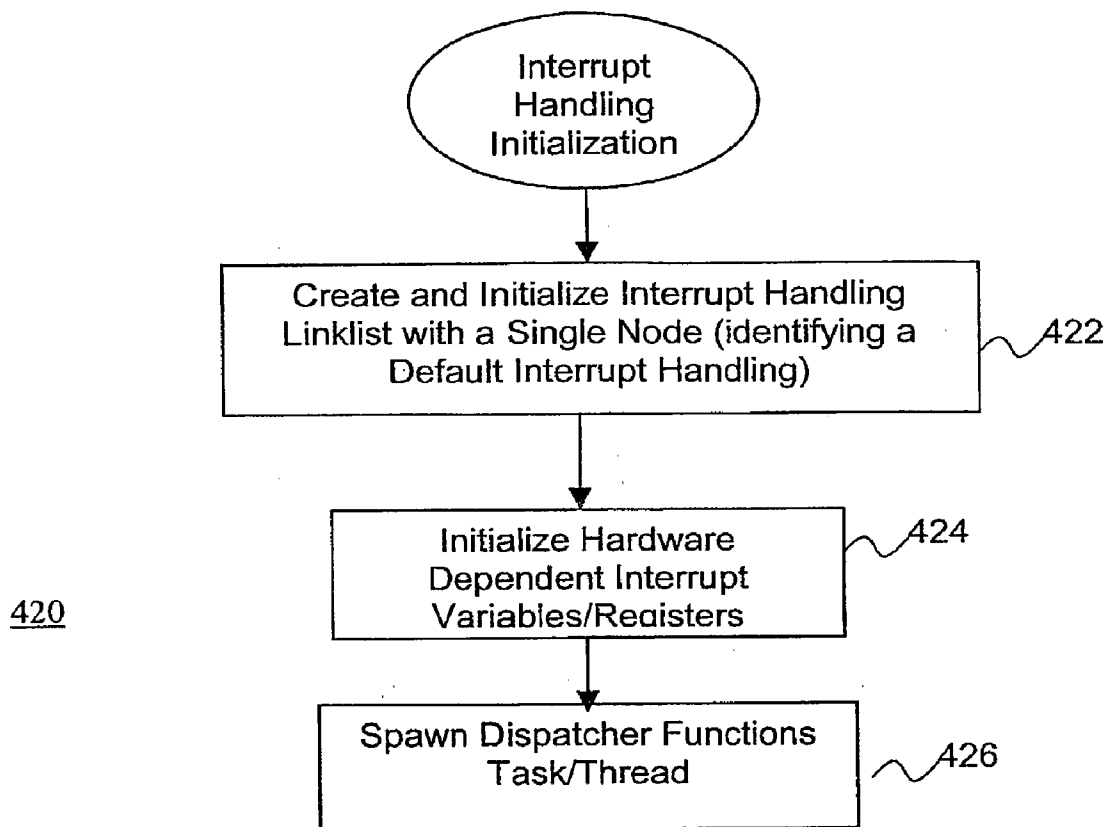 Interrupt
Handling
Initialization
Create and Initialize Interrupt Handling
Linklist with a Single Node (identifying a
Default Interrupt Handling)
422
Initialize Hardware
Dependent Interrupt
Variables/Registers
424
420
Spawn Dispatcher Functions
Task/Thread
426